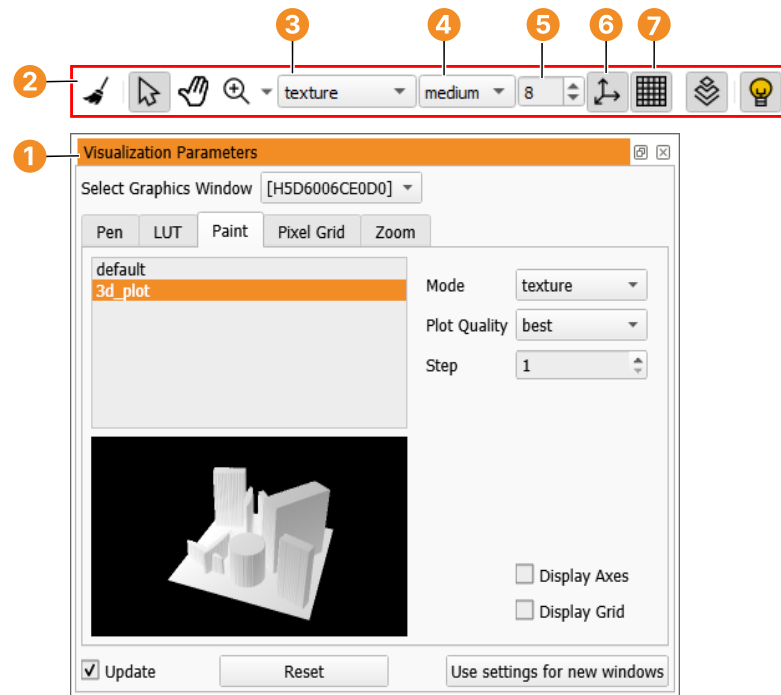 3 4 5 6 7
2 texture medium 8
1 Visualization Parameters
Select Graphics Window [H5D6006CE0D0]
Pen LUT Paint Pixel Grid Zoom
default
3d_plot
Mode texture
Plot Quality best
Step 1
Display Axes
Display Grid
Update Reset Use settings for new windows